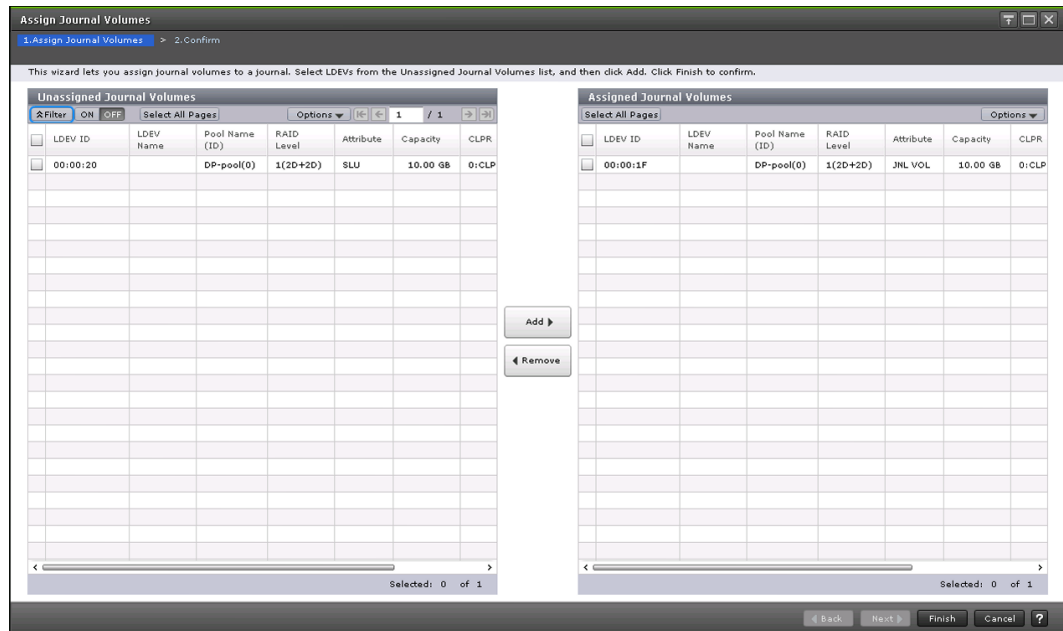 Assign Journal Volumes
1.Assign Journal Volumes > 2.Confirm
This wizard lets you assign journal volumes to a journal. Select LDEVs from the Unassigned Journal Volumes list, and then click Add. Click Finish to confirm.
Unassigned Journal Volumes
Filter ON OFF Select All Pages Options 1 / 1
LDEV ID LDEV Name Pool Name (ID) RAID Level Attribute Capacity CLPR
00:00:20 DP-pool(0) 1(2D+2D) SLU 10.00 GB 0:CLP
Selected: 0 of 1
Add
Remove
Assigned Journal Volumes
Select All Pages Options
LDEV ID LDEV Name Pool Name (ID) RAID Level Attribute Capacity CLPR
00:00:1F DP-pool(0) 1(2D+2D) JNL VOL 10.00 GB 0:CLP
Selected: 0 of 1
Back Next Finish Cancel ?